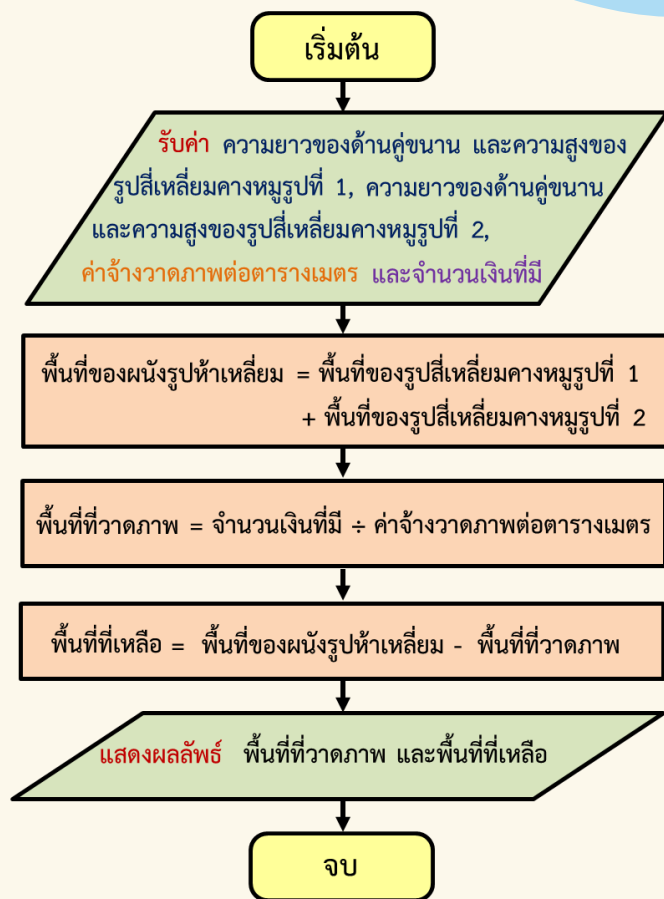 เริ่มต้น
รับค่า ความยาวของด้านคู่ขนาน และความสูงของ
รูปสี่เหลี่ยมคางหมูรูปที่ 1, ความยาวของด้านคู่ขนาน
และความสูงของรูปสี่เหลี่ยมคางหมูรูปที่ 2,
ค่าจ้างวาดภาพต่อตารางเมตร และจำนวนเงินที่มี
พื้นที่ของผนังรูปห้าเหลี่ยม = พื้นที่ของรูปสี่เหลี่ยมคางหมูรูปที่ 1
+ พื้นที่ของรูปสี่เหลี่ยมคางหมูรูปที่ 2
พื้นที่ที่วาดภาพ = จำนวนเงินที่มี ÷ ค่าจ้างวาดภาพต่อตารางเมตร
พื้นที่ที่เหลือ = พื้นที่ของผนังรูปห้าเหลี่ยม - พื้นที่ที่วาดภาพ
แสดงผลลัพธ์ พื้นที่ที่วาดภาพ และพื้นที่ที่เหลือ
จบ